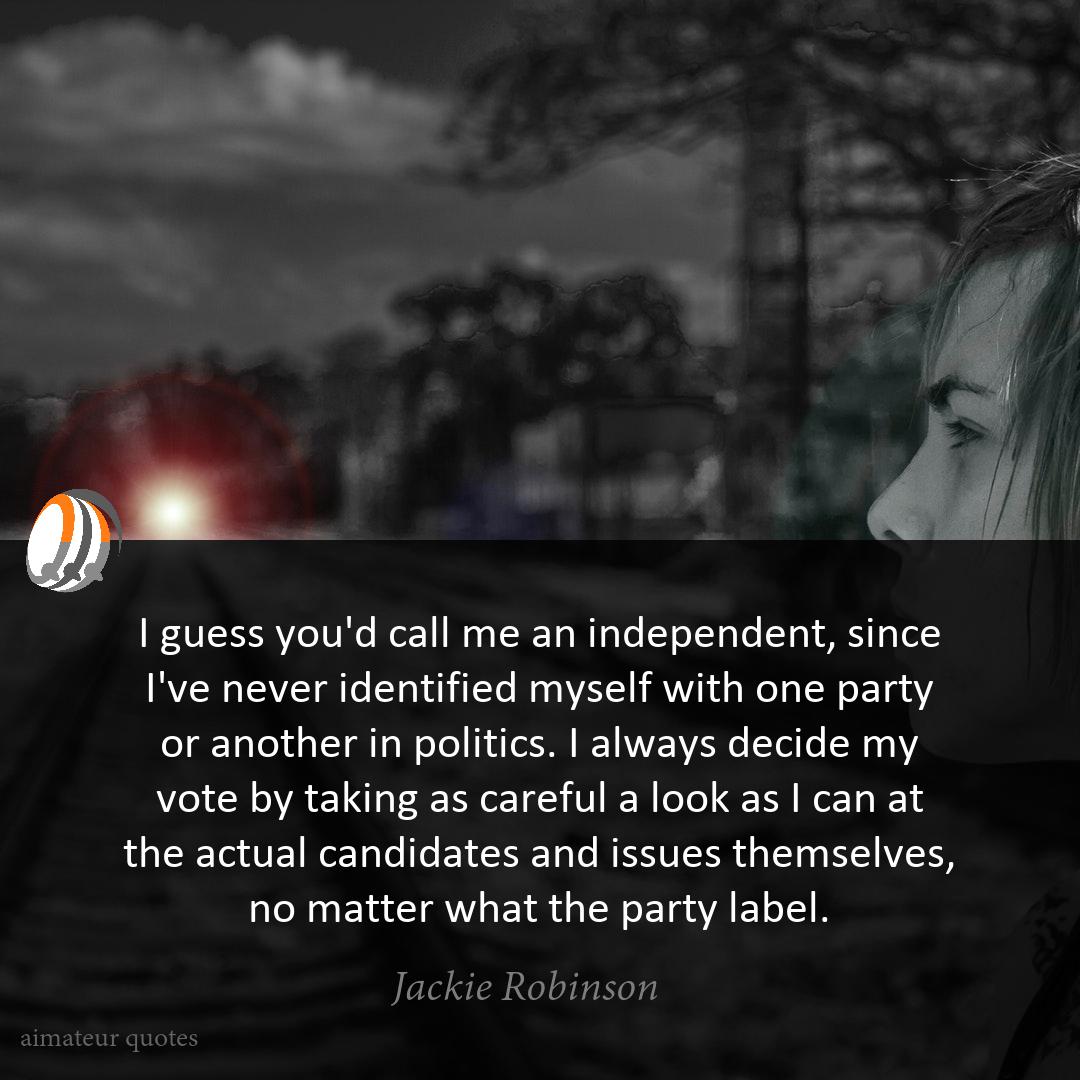 I guess you'd call me an independent, since
I've never identified myself with one party
or another in politics. I always decide my
vote by taking as careful a look as I can at
the actual candidates and issues themselves,
no matter what the party label.
Jackie Robinson
aimateur quotes